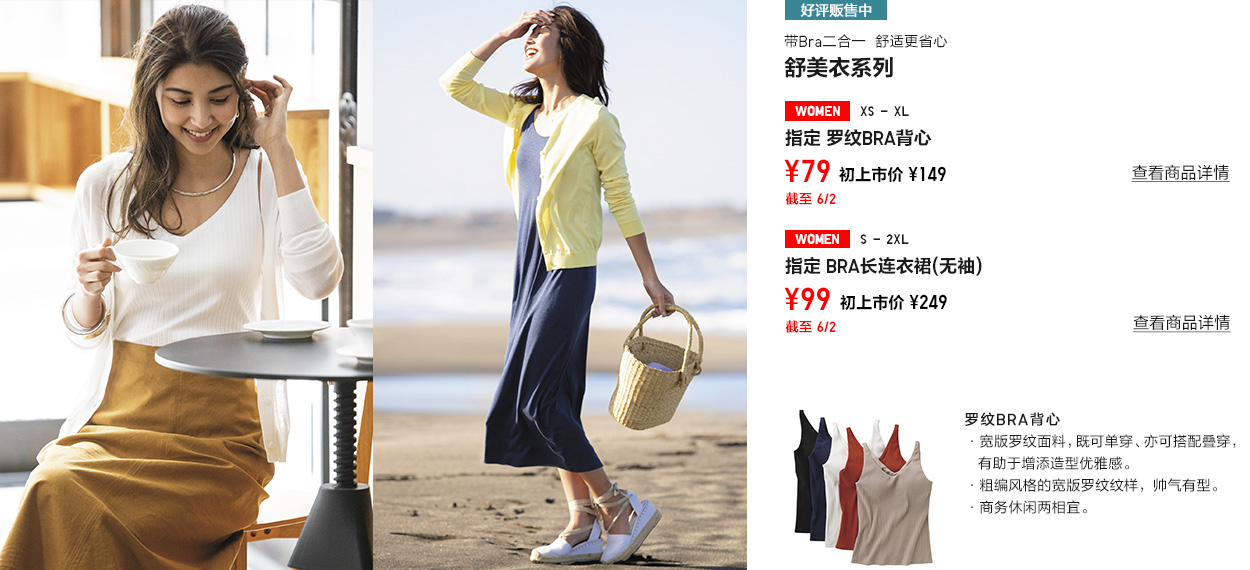 好评贩售中
带Bra二合一 舒适更省心
舒美衣系列
WOMEN XS - XL
指定 罗纹BRA背心
¥79 初上市价 ¥149
查看商品详情
截至 6/2
WOMEN S - 2XL
指定 BRA长连衣裙(无袖)
¥99 初上市价 ¥249
查看商品详情
截至 6/2
罗纹BRA背心
· 宽版罗纹面料,既可单穿、亦可搭配叠穿,
有助于增添造型优雅感。
· 粗编风格的宽版罗纹纹样，帅气有型。
· 商务休闲两相宜。